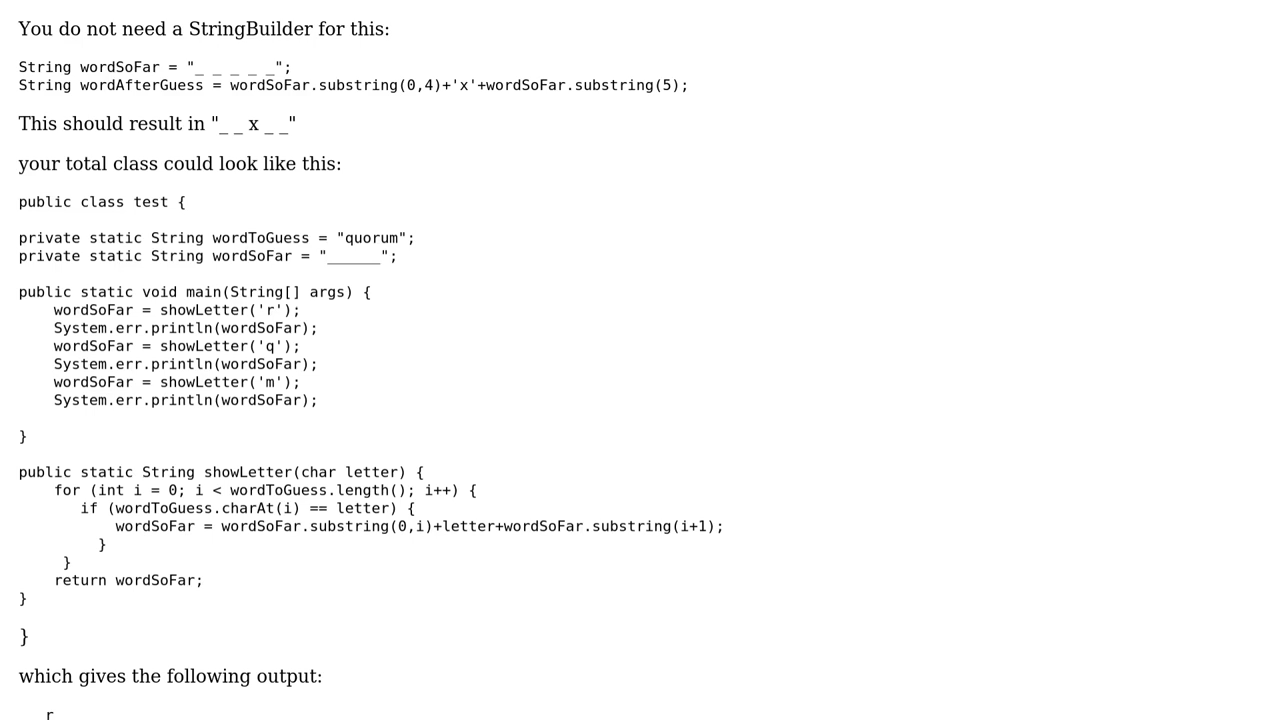 You do not need a StringBuilder for this:
String wordSoFar = "_ _ _ _ _";
String wordAfterGuess = wordSoFar.substring(0,4)+'x'+wordSoFar.substring(5);
This should result in "_ _ x _ _"
your total class could look like this:
public class test {
private static String wordToGuess = "quorum";
private static String wordSoFar = "______";
public static void main(String[] args) {
    wordSoFar = showLetter('r');
    System.err.println(wordSoFar);
    wordSoFar = showLetter('q');
    System.err.println(wordSoFar);
    wordSoFar = showLetter('m');
    System.err.println(wordSoFar);
}
public static String showLetter(char letter) {
    for (int i = 0; i < wordToGuess.length(); i++) {
       if (wordToGuess.charAt(i) == letter) {
           wordSoFar = wordSoFar.substring(0,i)+letter+wordSoFar.substring(i+1);
         }
     }
    return wordSoFar;
}
}
which gives the following output:
r